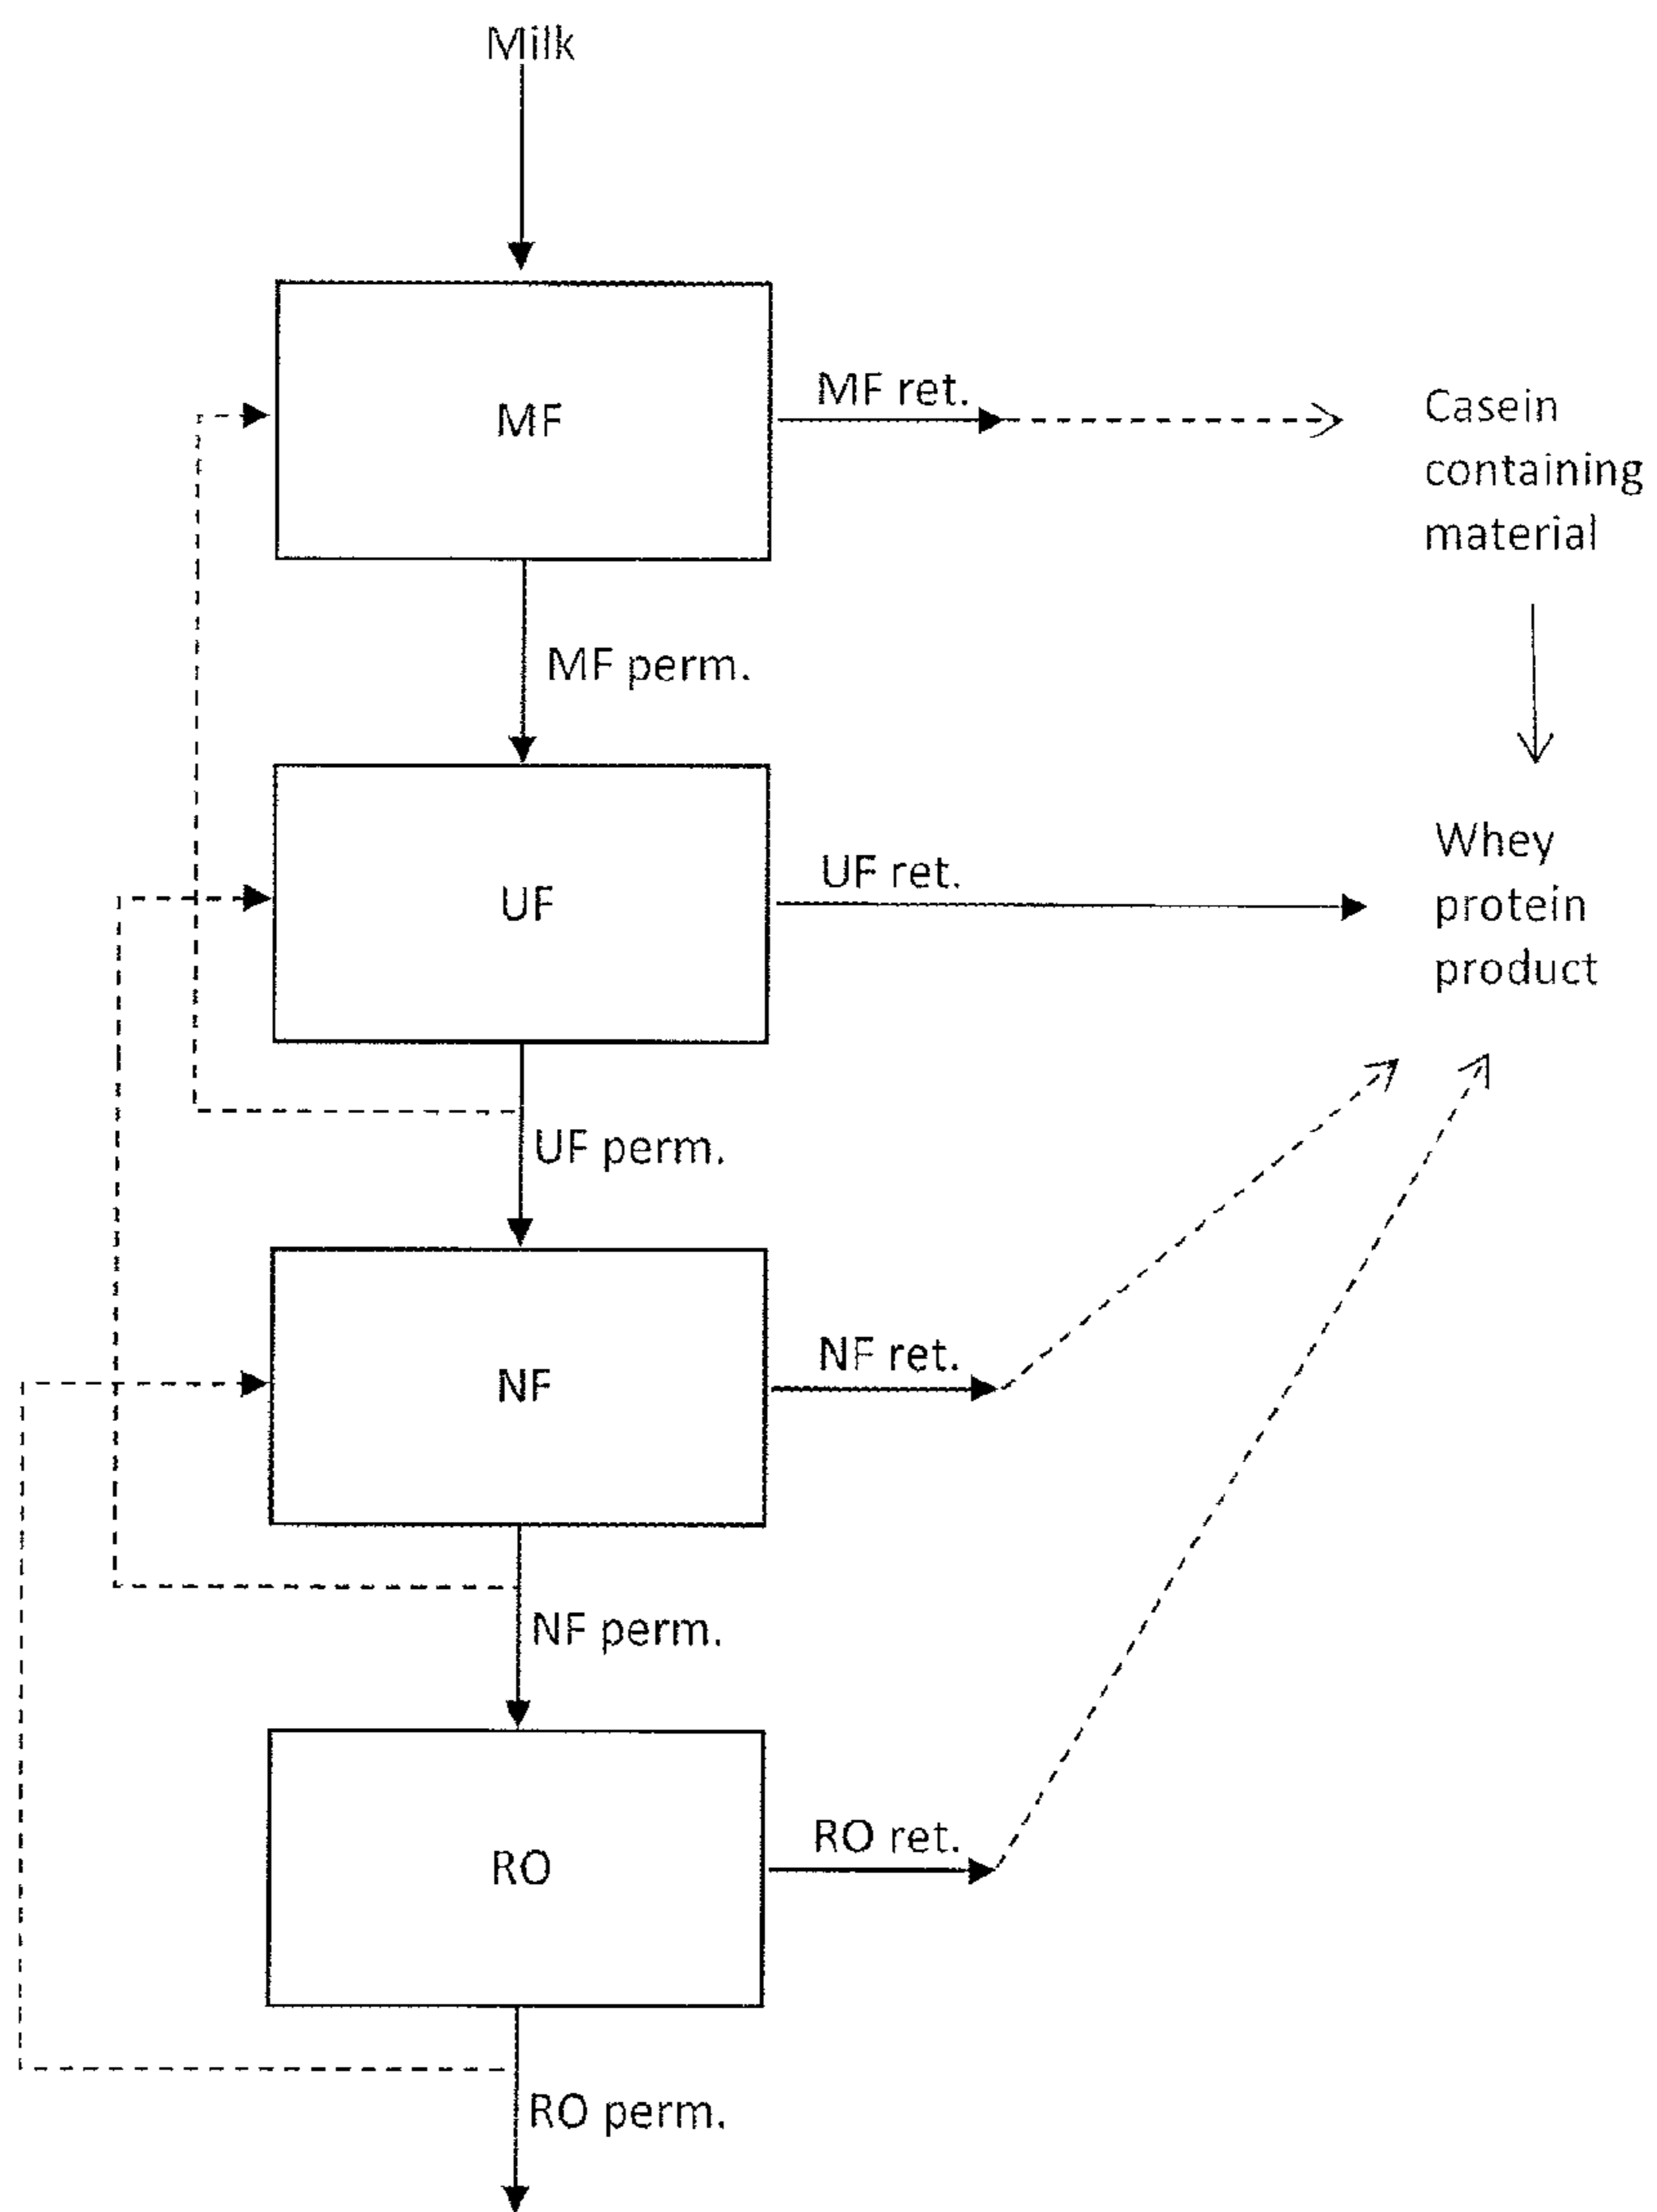 Milk
MF
MF ret.
Casein
containing
material
MF perm.
UF
UF ret.
Whey
protein
product
UF perm.
NF
NF ret.
NF perm.
RO
RO ret.
RO perm.